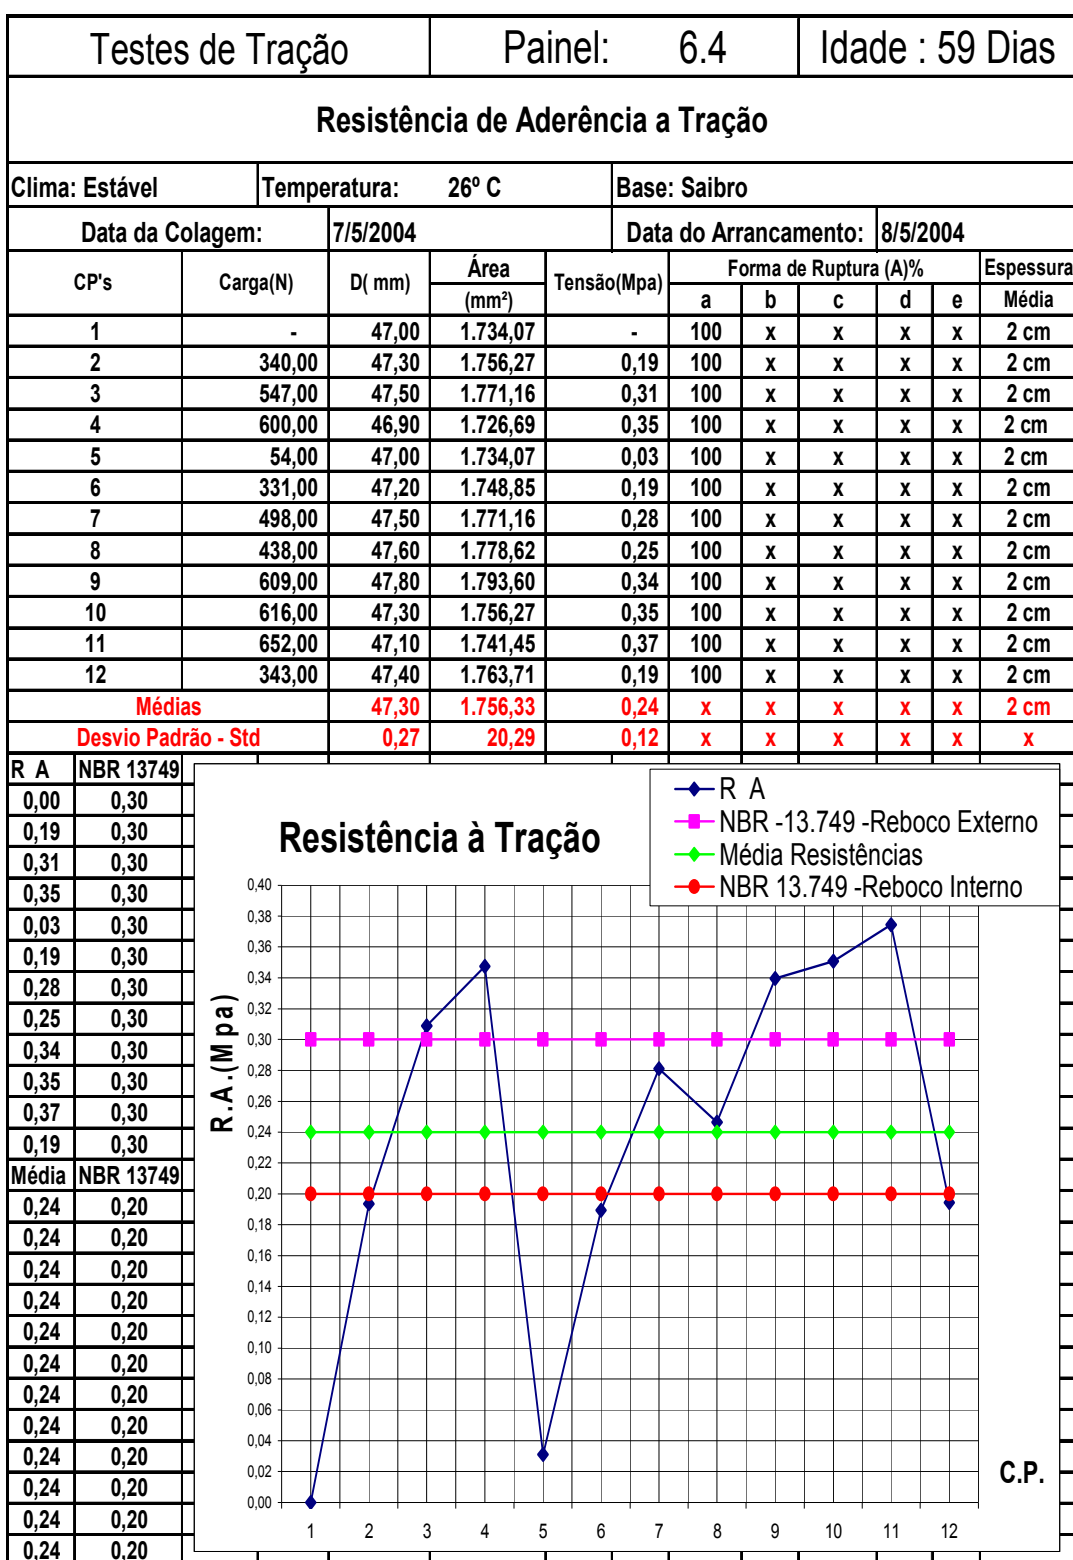 Testes de Tração Painel: 6.4 Idade : 59 Dias
Resistência de Aderência a Tração
Clima: Estável Temperatura: 26º C Base: Saibro
Data da Colagem: 7/5/2004 Data do Arrancamento: 8/5/2004
CP's Carga(N) D( mm) Área (mm²) Tensão(Mpa) Forma de Ruptura (A)% Espessura
a b c d e Média
1 - 47,00 1.734,07 - 100 x x x x 2 cm
2 340,00 47,30 1.756,27 0,19 100 x x x x 2 cm
3 547,00 47,50 1.771,16 0,31 100 x x x x 2 cm
4 600,00 46,90 1.726,69 0,35 100 x x x x 2 cm
5 54,00 47,00 1.734,07 0,03 100 x x x x 2 cm
6 331,00 47,20 1.748,85 0,19 100 x x x x 2 cm
7 498,00 47,50 1.771,16 0,28 100 x x x x 2 cm
8 438,00 47,60 1.778,62 0,25 100 x x x x 2 cm
9 609,00 47,80 1.793,60 0,34 100 x x x x 2 cm
10 616,00 47,30 1.756,27 0,35 100 x x x x 2 cm
11 652,00 47,10 1.741,45 0,37 100 x x x x 2 cm
12 343,00 47,40 1.763,71 0,19 100 x x x x 2 cm
Médias 47,30 1.756,33 0,24 x x x x x 2 cm
Desvio Padrão - Std 0,27 20,29 0,12 x x x x x x
R A NBR 13749
0,00 0,30
0,19 0,30
0,31 0,30
0,35 0,30
0,03 0,30
0,19 0,30
0,28 0,30
0,25 0,30
0,34 0,30
0,35 0,30
0,37 0,30
0,19 0,30
Média NBR 13749
0,24 0,20
0,24 0,20
0,24 0,20
0,24 0,20
0,24 0,20
0,24 0,20
0,24 0,20
0,24 0,20
0,24 0,20
0,24 0,20
0,24 0,20
0,24 0,20
Resistência à Tração
R A
NBR -13.749 -Reboco Externo
Média Resistências
NBR 13.749 -Reboco Interno
R.A.(Mpa)
0,40
0,38
0,36
0,34
0,32
0,30
0,28
0,26
0,24
0,22
0,20
0,18
0,16
0,14
0,12
0,10
0,08
0,06
0,04
0,02
0,00
1 2 3 4 5 6 7 8 9 10 11 12
C.P.